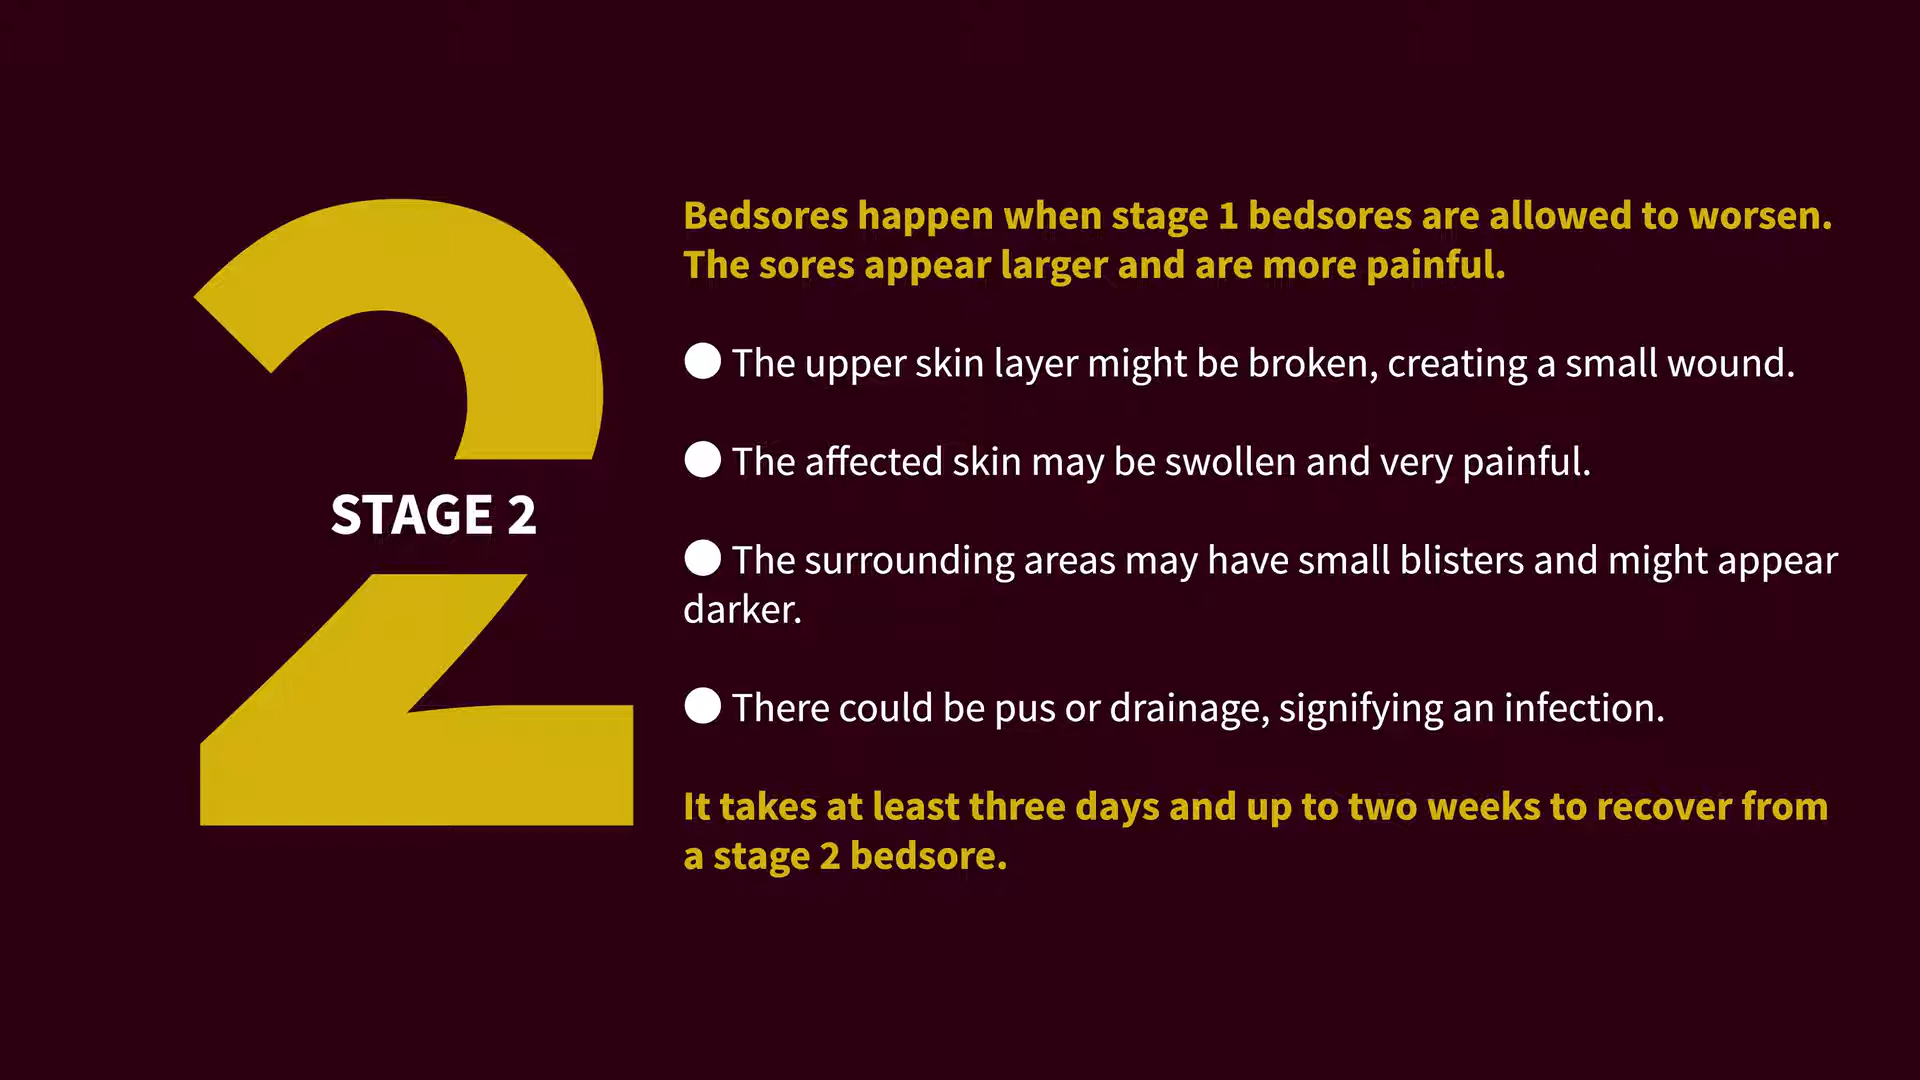 STAGE 2
Bedsores happen when stage 1 bedsores are allowed to worsen.
The sores appear larger and are more painful.
● The upper skin layer might be broken, creating a small wound.
● The affected skin may be swollen and very painful.
● The surrounding areas may have small blisters and might appear
darker.
● There could be pus or drainage, signifying an infection.
It takes at least three days and up to two weeks to recover from
a stage 2 bedsore.